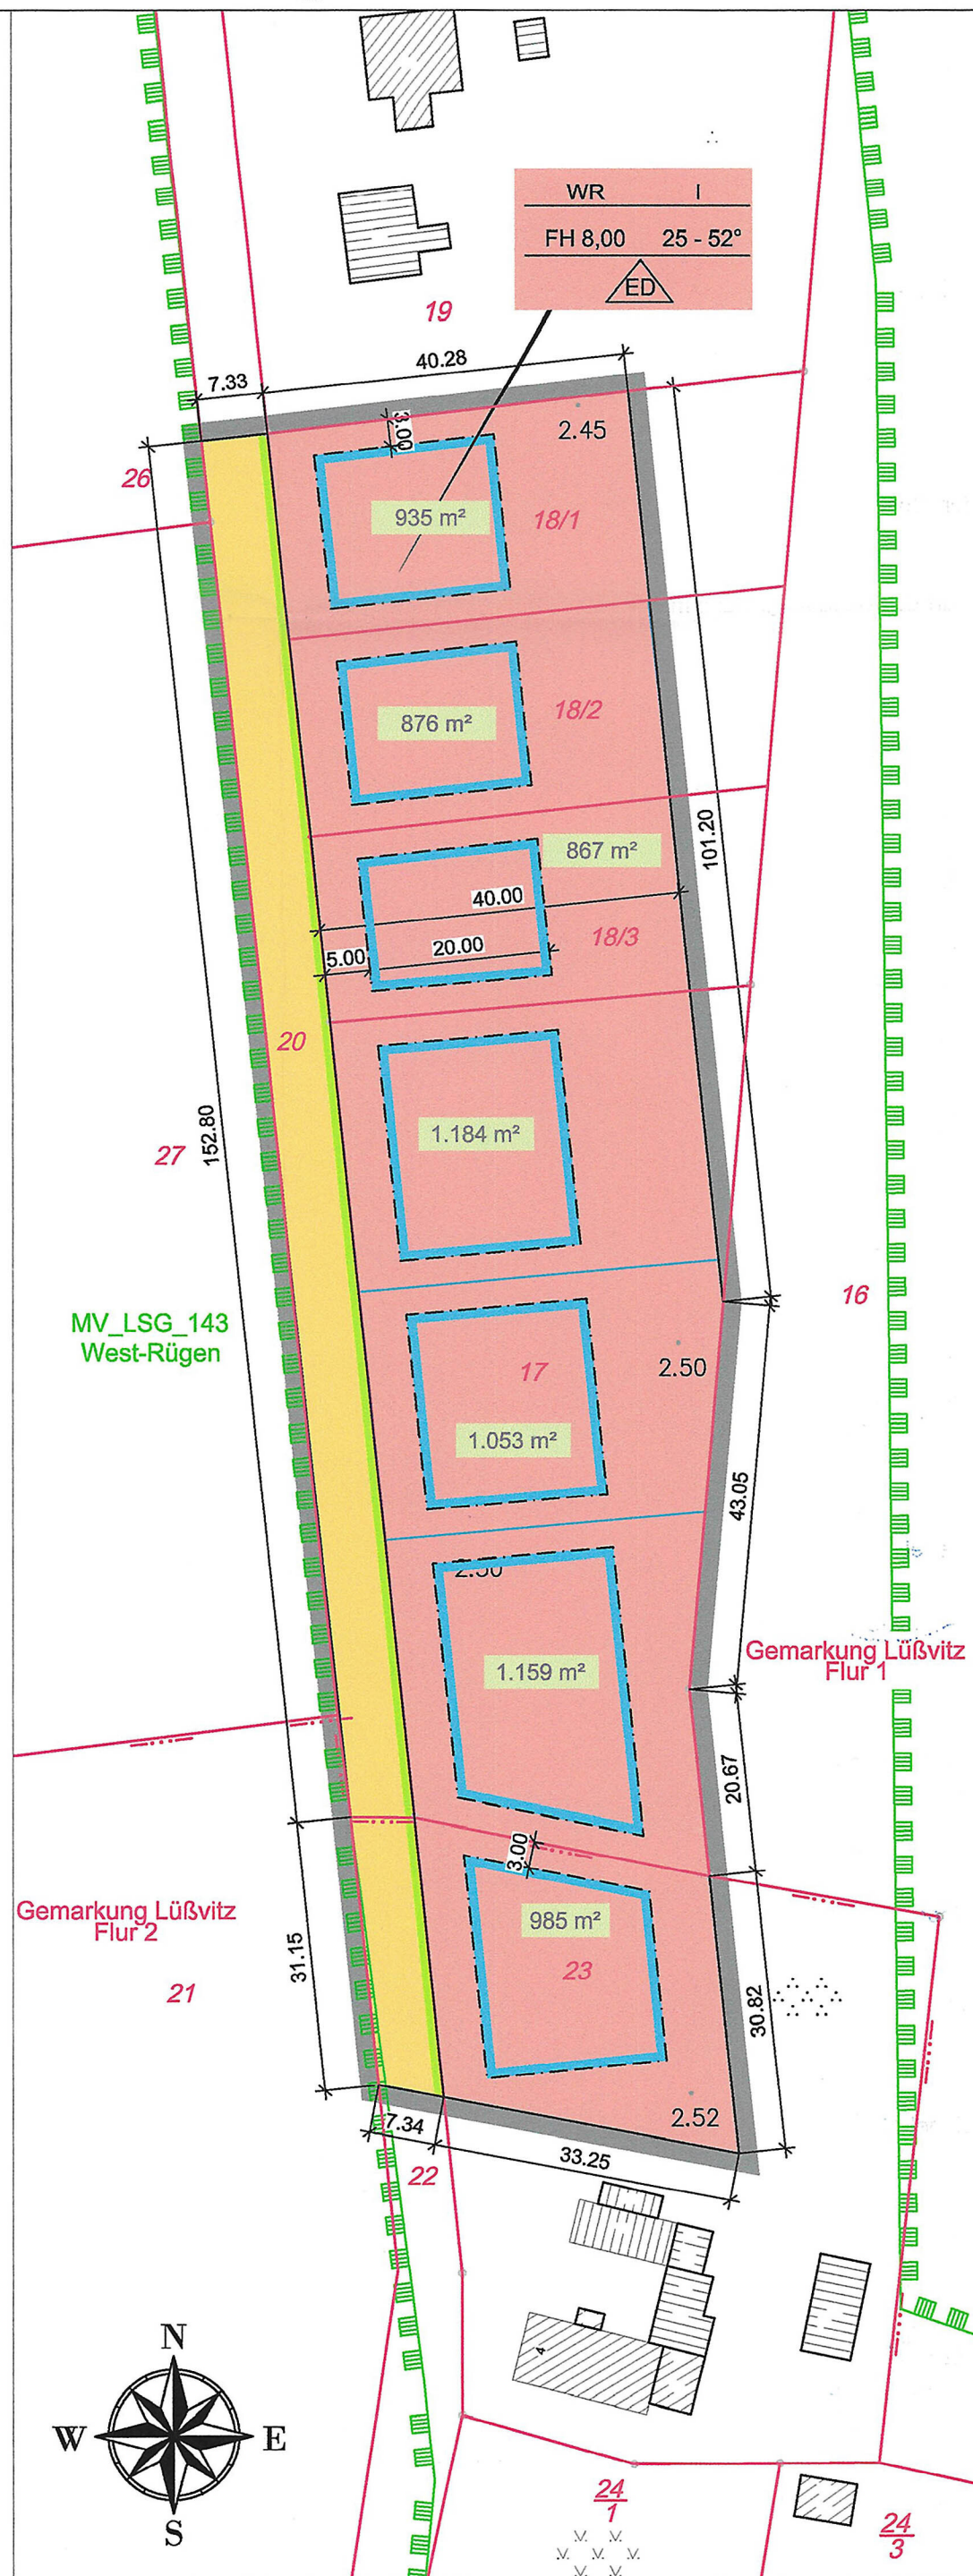 WR I
FH 8,00 25 - 52°
ED
19
40.28
7.33
3.00
2.45
26
935 m²
18/1
876 m²
18/2
101.20
867 m²
40.00
18/3
5.00
20.00
20
152.80
27
1.184 m²
16
MV_LSG_143
West-Rügen
2.50
17
1.053 m²
43.05
2.50
Gemarkung Lüßvitz
Flur 1
1.159 m²
20.67
3.00
Gemarkung Lüßvitz
Flur 2
985 m²
31.15
23
21
30.82
2.52
7.34
33.25
22
4
N
W E
S
24
1
24
3